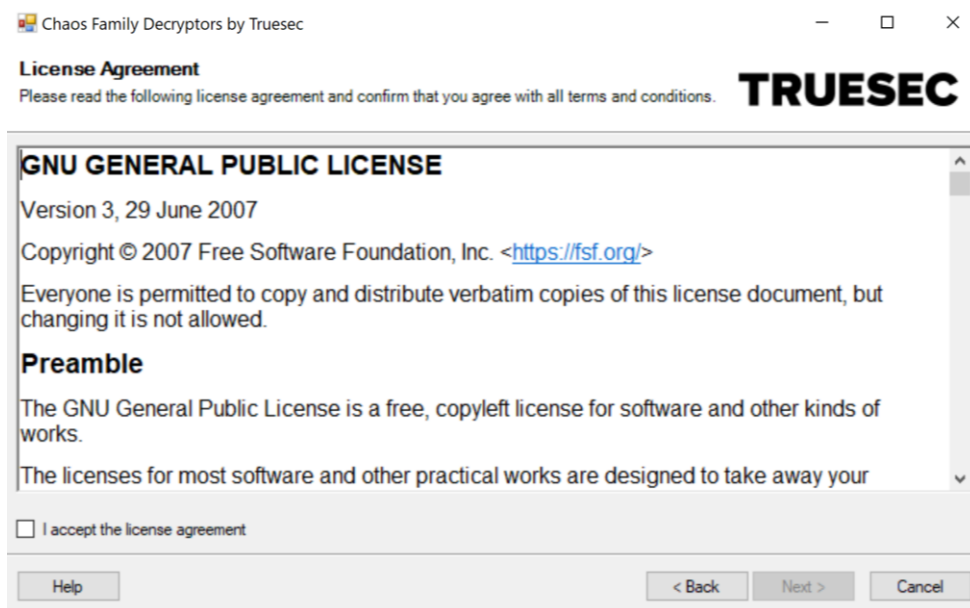 Chaos Family Decryptors by Truesec
License Agreement
Please read the following license agreement and confirm that you agree with all terms and conditions.
TRUESEC
GNU GENERAL PUBLIC LICENSE
Version 3, 29 June 2007
Copyright © 2007 Free Software Foundation, Inc. <https://fsf.org/>
Everyone is permitted to copy and distribute verbatim copies of this license document, but
changing it is not allowed.
Preamble
The GNU General Public License is a free, copyleft license for software and other kinds of
works.
The licenses for most software and other practical works are designed to take away your
I accept the license agreement
Help
< Back
Next >
Cancel